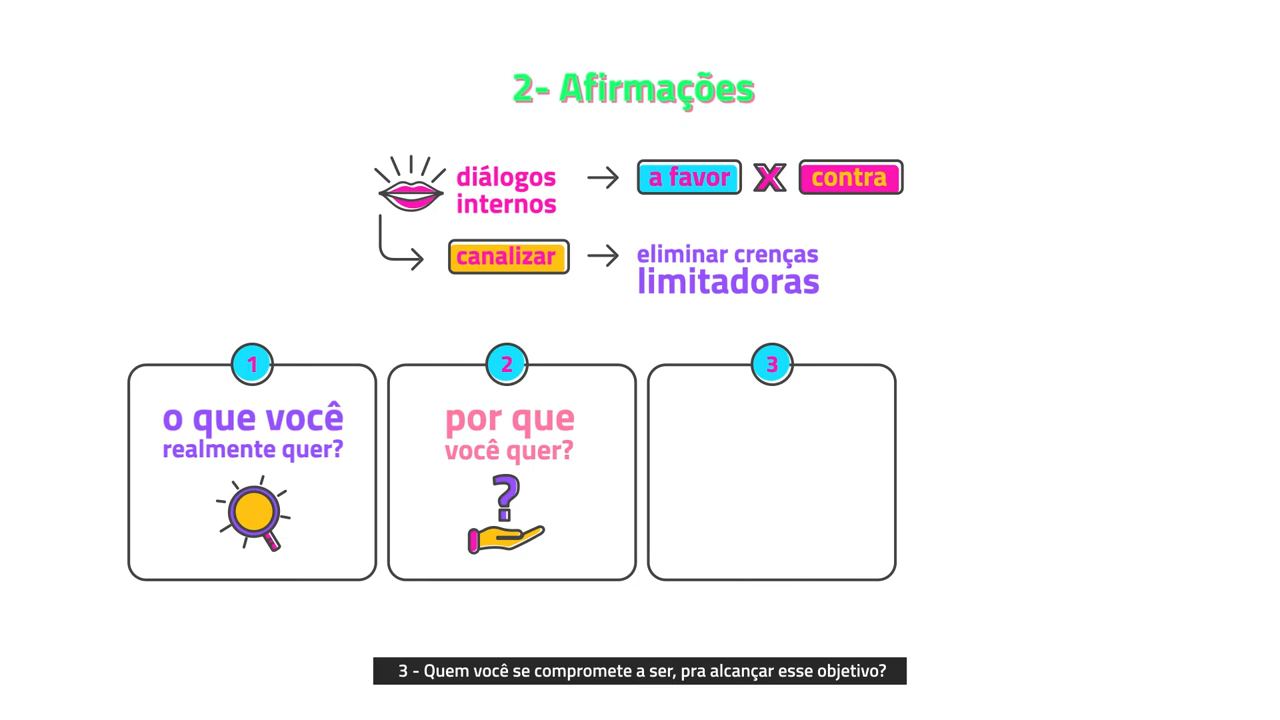 2- Afirmações
diálogos
internos
a favor
X
contra
canalizar
eliminar crenças
limitadoras
1
o que você
realmente quer?
2
por que
você quer?
?
3
3 - Quem você se compromete a ser, pra alcançar esse objetivo?